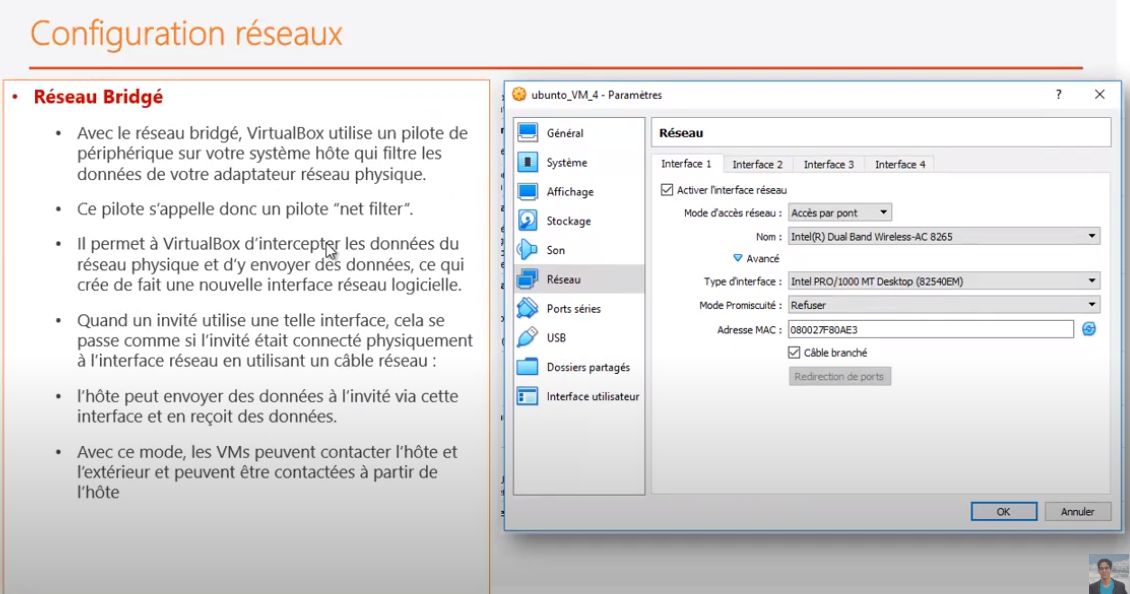 Configuration réseaux
• Réseau Bridgé
• Avec le réseau bridgé, VirtualBox utilise un pilote de
périphérique sur votre système hôte qui filtre les
données de votre adaptateur réseau physique.
• Ce pilote s'appelle donc un pilote “net filter”.
• Il permet à VirtualBox d'intercepter les données du
réseau physique et d'y envoyer des données, ce qui
crée de fait une nouvelle interface réseau logicielle.
• Quand un invité utilise une telle interface, cela se
passe comme si l'invité était connecté physiquement
à l'interface réseau en utilisant un câble réseau :
• l'hôte peut envoyer des données à l'invité via cette
interface et en reçoit des données.
• Avec ce mode, les VMs peuvent contacter l'hôte et
l'extérieur et peuvent être contactées à partir de
l'hôte
ubunto_VM_4 - Paramètres
?
Général
Système
Affichage
Stockage
Son
Réseau
Ports séries
USB
Dossiers partagés
Interface utilisateur
Réseau
Interface 1 Interface 2 Interface 3 Interface 4
Activer l'interface réseau
Mode d'accès réseau : Accès par pont
Nom : Intel(R) Dual Band Wireless-AC 8265
Avancé
Type d'interface : Intel PRO/1000 MT Desktop (82540EM)
Mode Promiscuité : Refuser
Adresse MAC : 080027F80AE3
Câble branché
Redirection de ports
OK Annuler